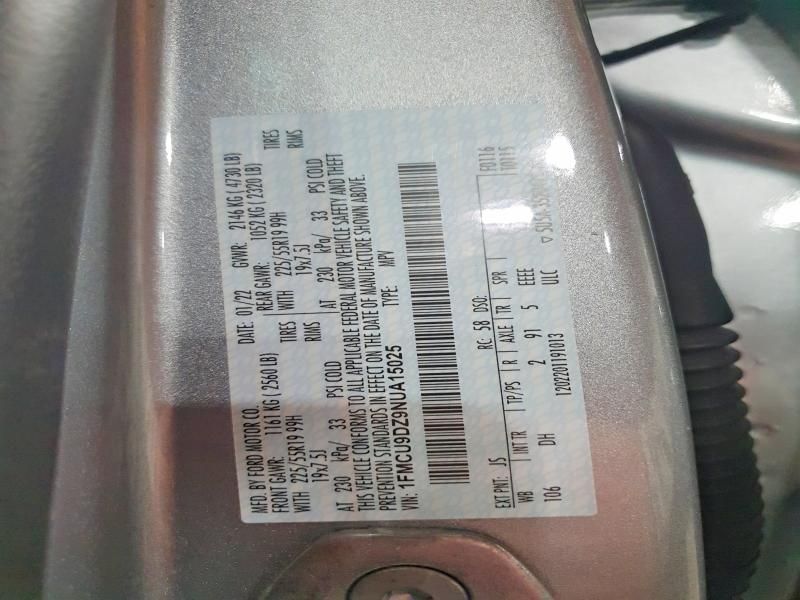 MFD. BY FORD MOTOR CO.
DATE: 01/22 GVWR: 2146 KG ( 4730 LB)
FRONT GAWR: 1161 KG ( 2560 LB) REAR GAWR: 1052 KG ( 2320 LB)
WITH 225/55R19 99H TIRES WITH 225/55R19 99H TIRES
19x7.5J RIMS 19x7.5J RIMS
AT 230 kPa/ 33 PSI COLD AT 230 kPa/ 33 PSI COLD
THIS VEHICLE CONFORMS TO ALL APPLICABLE FEDERAL MOTOR VEHICLE SAFETY AND THEFT
PREVENTION STANDARDS IN EFFECT ON THE DATE OF MANUFACTURE SHOWN ABOVE.
VIN: 1FMCU9DZ9NUA15025 TYPE: MPV
EXT PNT: JS RC: 58 DSO: F0116
WB INT TR TP/PS R AXLE TR SPR T0115
106 DH 2 91 5 EEEE
ULC
1202201191013